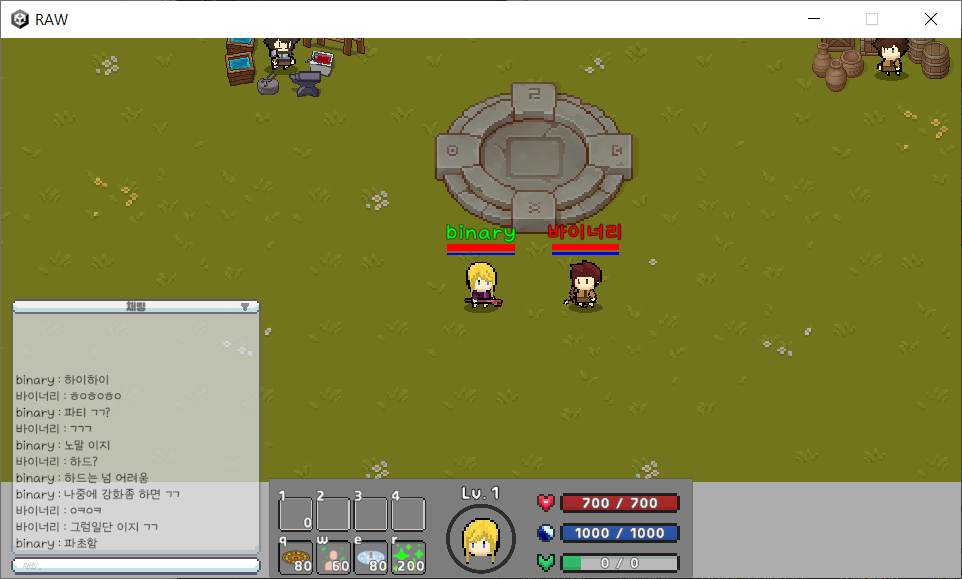 RAW
binary 바이너리
채팅
binary : 하이하이
바이너리 : ㅎㅇㅎㅇㅎㅇ
binary : 파티 ㄱㄱ?
바이너리 : ㄱㄱㄱ
binary : 노말 이지
바이너리 : 하드?
binary : 하드는 넘 어려움
binary : 나중에 강화좀 하면 ㄱㄱ
바이너리 : ㅇㅋㅇㅋ
바이너리 : 그럼일단 이지 ㄱㄱ
binary : 파초함
채팅..
1 2 3 4
0
q w e r
80 60 80 200
Lv. 1
700 / 700
1000 / 1000
0 / 0